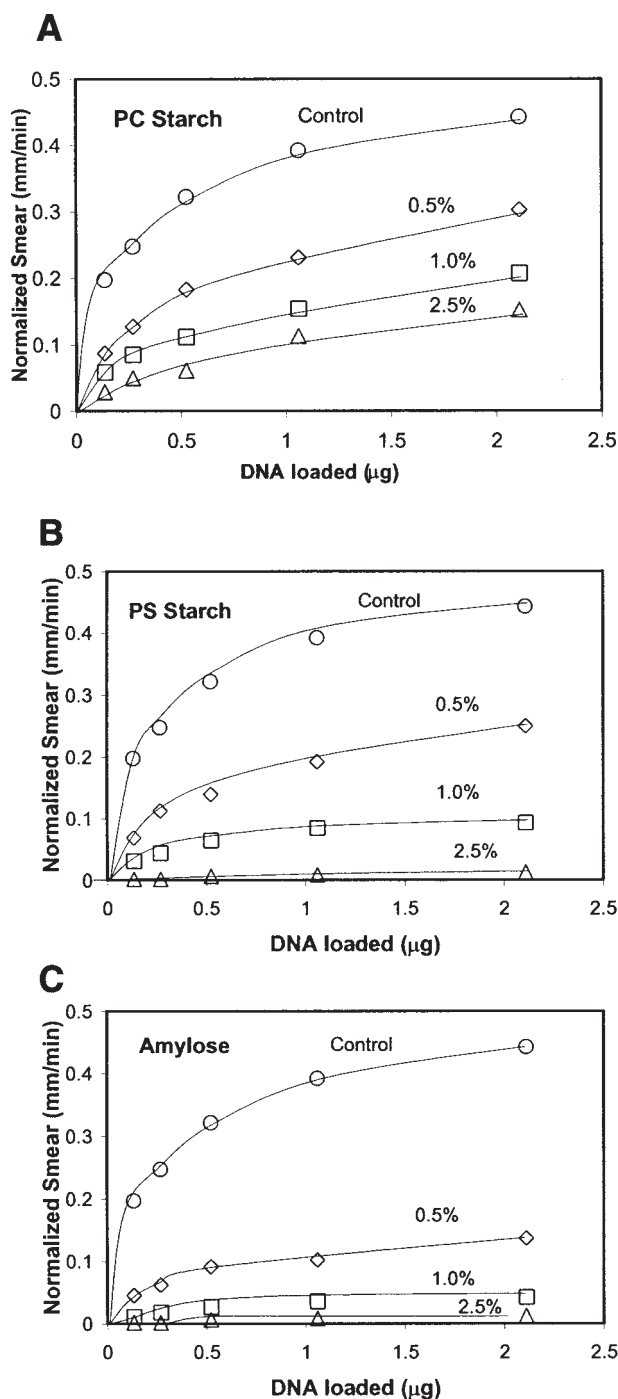 A
0.5
PC Starch
Control
0.4
0.3
0.5%
0.2
1.0%
2.5%
0.1
0
0 0.5 1 1.5 2 2.5
DNA loaded (μg)
Normalized Smear (mm/min)
B
0.5
PS Starch
Control
0.4
0.3
0.5%
0.2
1.0%
0.1
2.5%
0
0 0.5 1 1.5 2 2.5
DNA loaded (μg)
Normalized Smear (mm/min)
C
0.5
Amylose
Control
0.4
0.3
0.2
0.5%
0.1
1.0%
2.5%
0
0 0.5 1 1.5 2 2.5
DNA loaded (μg)
Normalized Smear (mm/min)